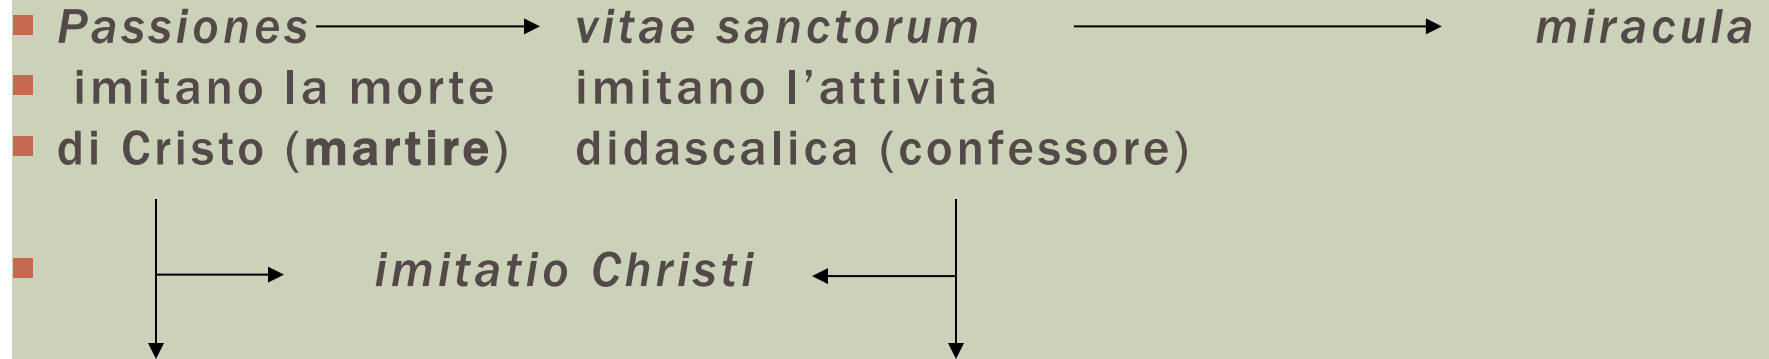 Passiones vitae sanctorum miracula
imitano la morte imitano l’attività
di Cristo (martire) didascalica (confessore)
imitatio Christi